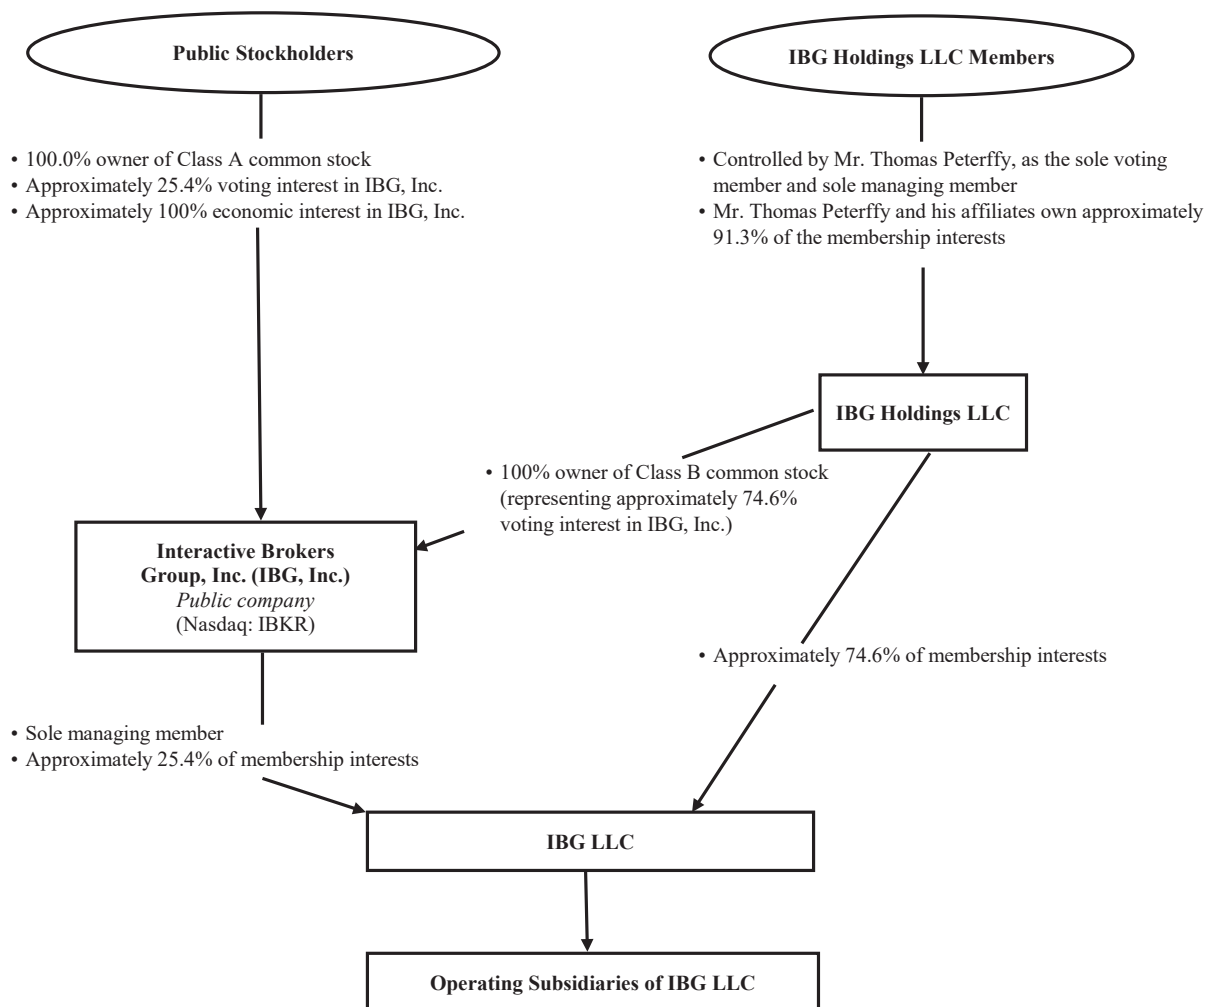 Public Stockholders
IBG Holdings LLC Members
• 100.0% owner of Class A common stock
• Approximately 25.4% voting interest in IBG, Inc.
• Approximately 100% economic interest in IBG, Inc.
• Controlled by Mr. Thomas Peterffy, as the sole voting
member and sole managing member
• Mr. Thomas Peterffy and his affiliates own approximately
91.3% of the membership interests
IBG Holdings LLC
• 100% owner of Class B common stock
(representing approximately 74.6%
voting interest in IBG, Inc.)
Interactive Brokers
Group, Inc. (IBG, Inc.)
Public company
(Nasdaq: IBKR)
• Approximately 74.6% of membership interests
• Sole managing member
• Approximately 25.4% of membership interests
IBG LLC
Operating Subsidiaries of IBG LLC